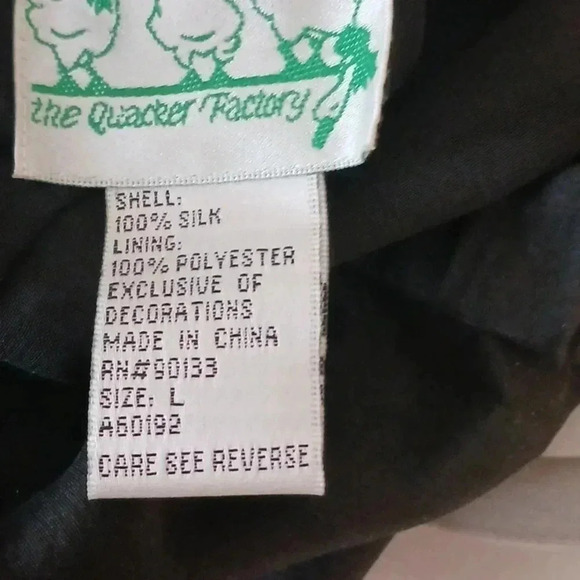 the Quacker Factory
SHELL:
100% SILK
LINING:
100% POLYESTER
EXCLUSIVE OF
DECORATIONS
MADE IN CHINA
RN#90133
SIZE: L
A60192
CARE SEE REVERSE